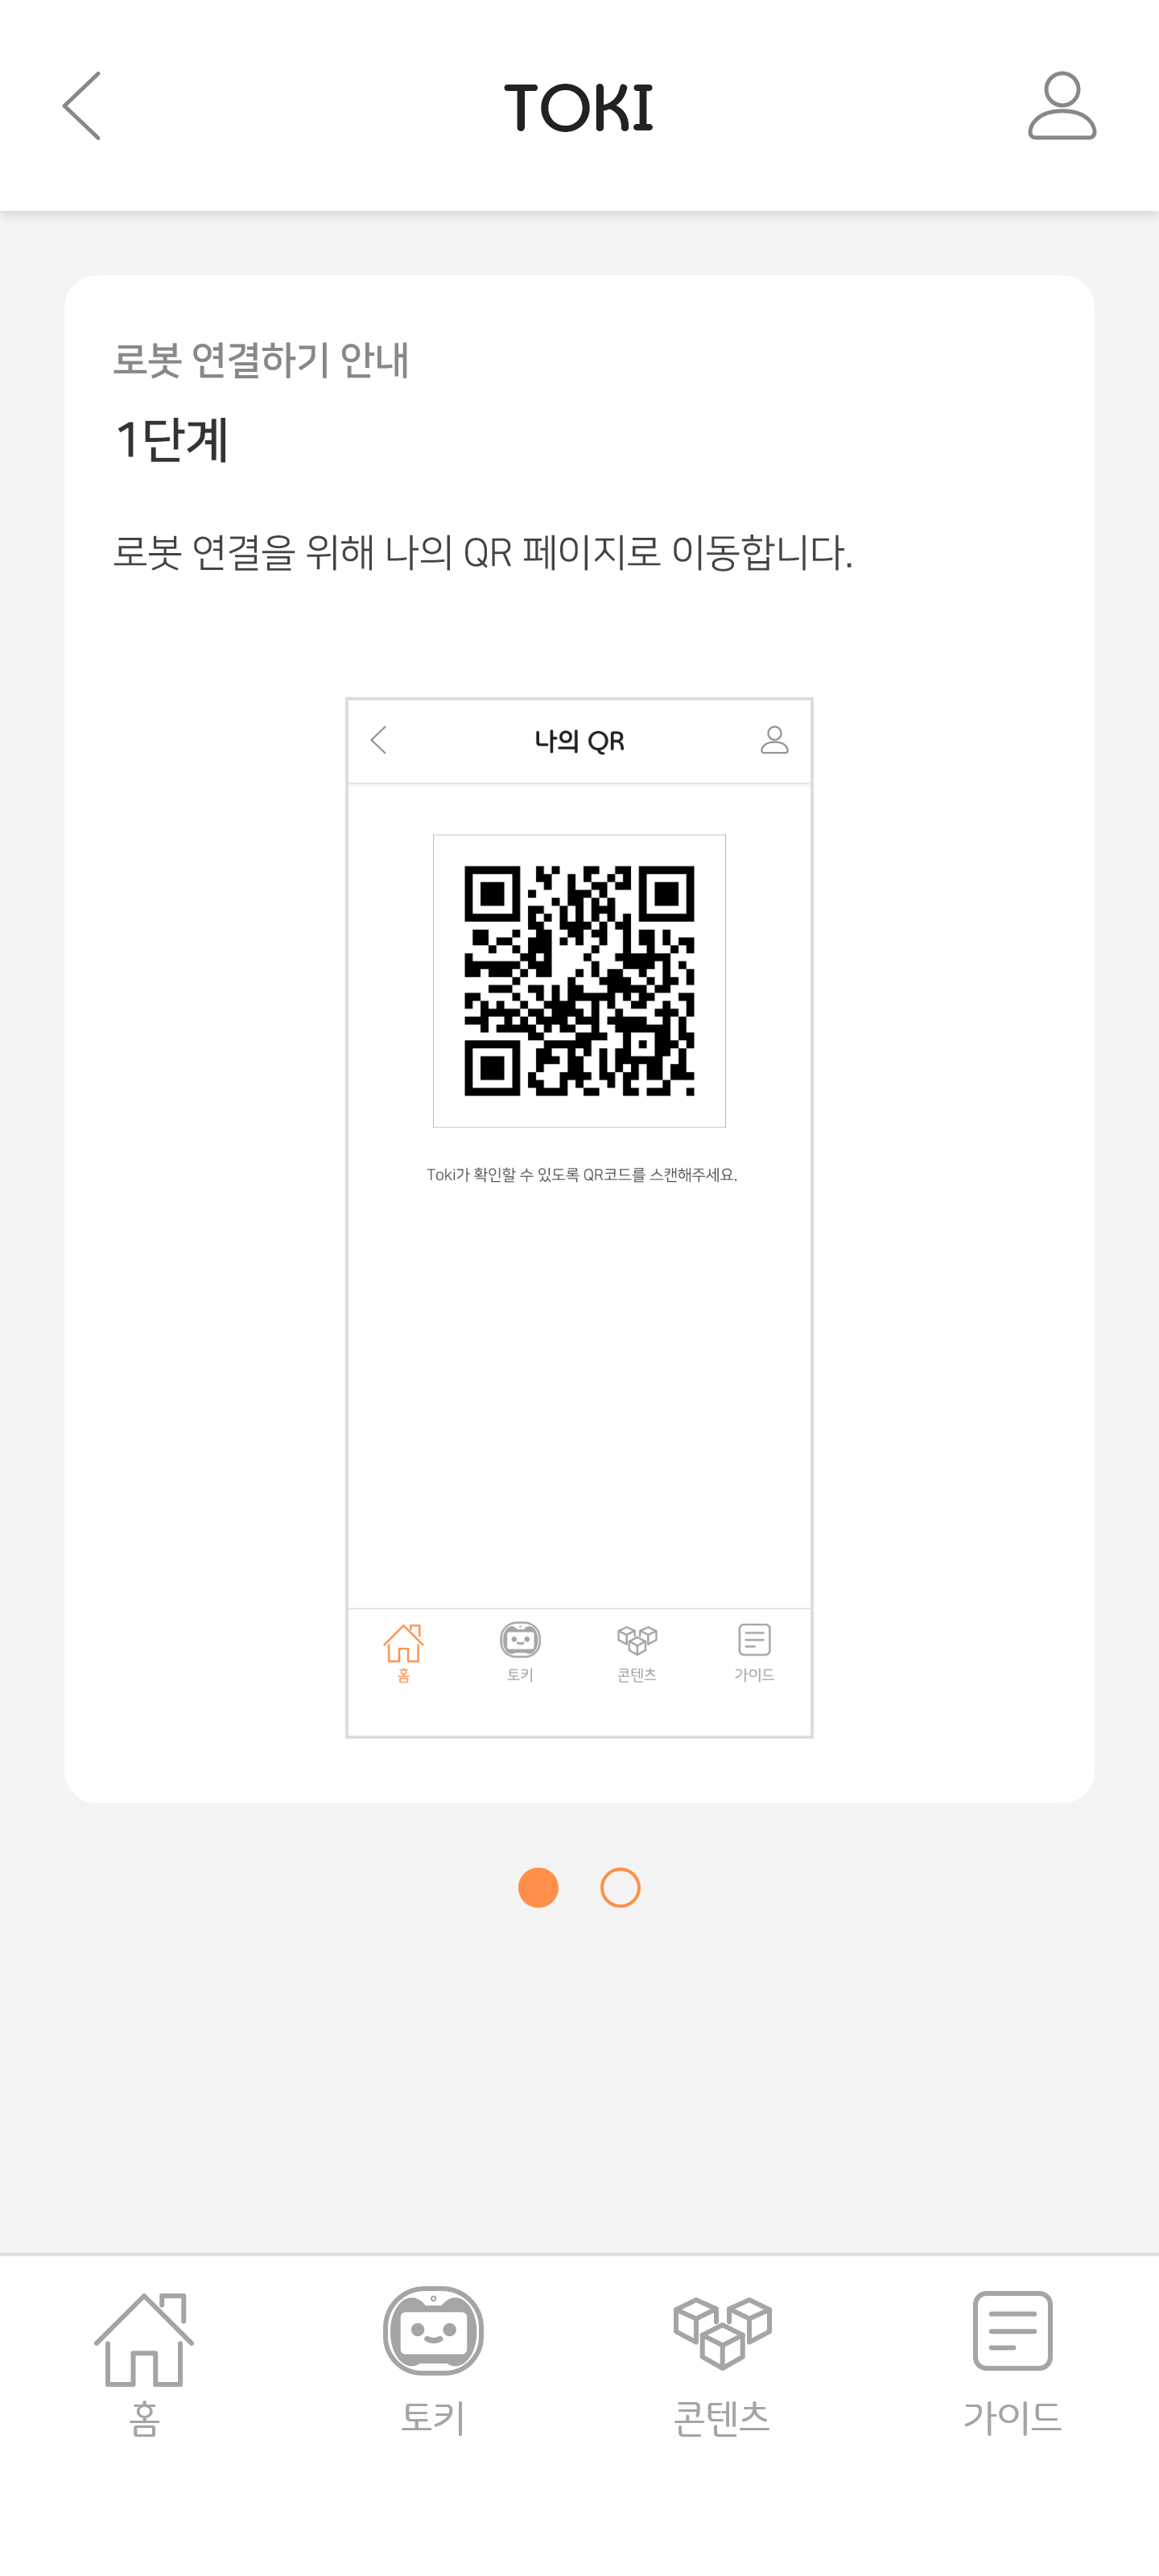 TOKI
로봇 연결하기 안내
1단계
로봇 연결을 위해 나의 QR 페이지로 이동합니다.
나의 QR
Toki가 확인할 수 있도록 QR코드를 스캔해주세요.
홈 토키 콘텐츠 가이드
홈 토키 콘텐츠 가이드